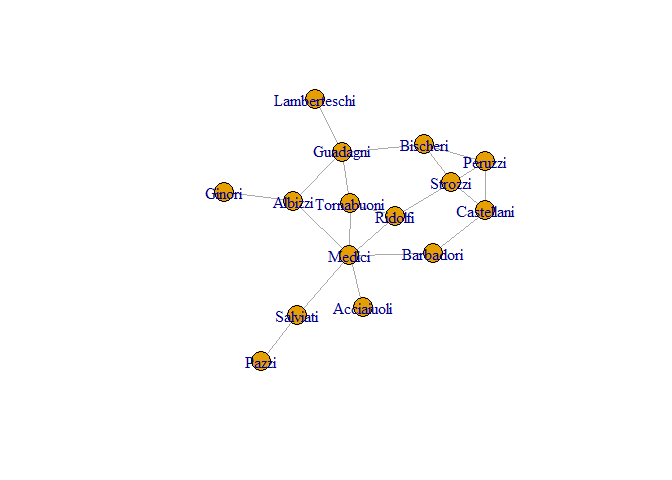 Lamberteschi
Guadagni
Bischeri
Peruzzi
Strozzi
Ginori
Albizzi
Tornabuoni
Ridolfi
Castellani
Medici
Barbadori
Salviati
Acciaiuoli
Pazzi